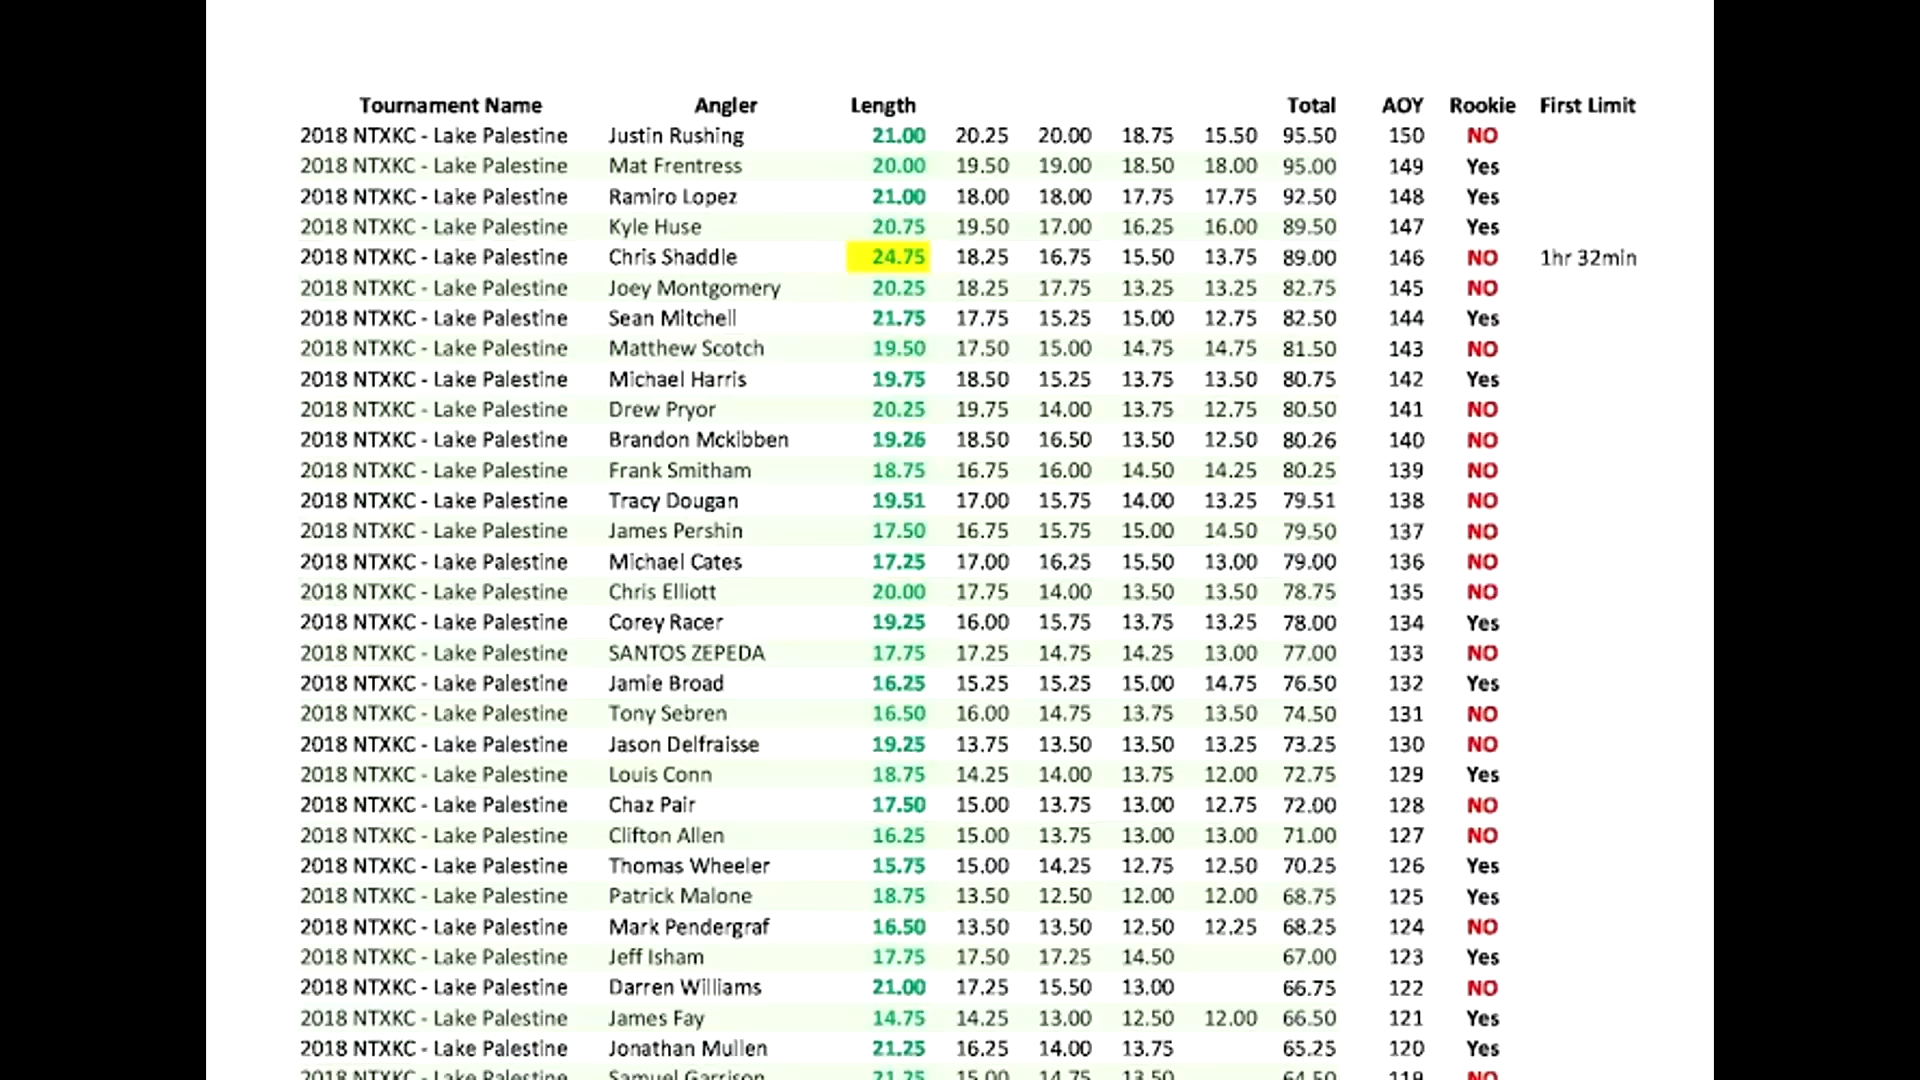 Tournament Name Angler Length Total AOY Rookie First Limit
2018 NTXKC - Lake Palestine Justin Rushing 21.00 20.25 20.00 18.75 15.50 95.50 150 NO
2018 NTXKC - Lake Palestine Mat Frentress 20.00 19.50 19.00 18.50 18.00 95.00 149 Yes
2018 NTXKC - Lake Palestine Ramiro Lopez 21.00 18.00 18.00 17.75 17.75 92.50 148 Yes
2018 NTXKC - Lake Palestine Kyle Huse 20.75 19.50 17.00 16.25 16.00 89.50 147 Yes
2018 NTXKC - Lake Palestine Chris Shaddle 24.75 18.25 16.75 15.50 13.75 89.00 146 NO 1hr 32min
2018 NTXKC - Lake Palestine Joey Montgomery 20.25 18.25 17.75 13.25 13.25 82.75 145 NO
2018 NTXKC - Lake Palestine Sean Mitchell 21.75 17.75 15.25 15.00 12.75 82.50 144 Yes
2018 NTXKC - Lake Palestine Matthew Scotch 19.50 17.50 15.00 14.75 14.75 81.50 143 NO
2018 NTXKC - Lake Palestine Michael Harris 19.75 18.50 15.25 13.75 13.50 80.75 142 Yes
2018 NTXKC - Lake Palestine Drew Pryor 20.25 19.75 14.00 13.75 12.75 80.50 141 NO
2018 NTXKC - Lake Palestine Brandon Mckibben 19.26 18.50 16.50 13.50 12.50 80.26 140 NO
2018 NTXKC - Lake Palestine Frank Smitham 18.75 16.75 16.00 14.50 14.25 80.25 139 NO
2018 NTXKC - Lake Palestine Tracy Dougan 19.51 17.00 15.75 14.00 13.25 79.51 138 NO
2018 NTXKC - Lake Palestine James Pershin 17.50 16.75 15.75 15.00 14.50 79.50 137 NO
2018 NTXKC - Lake Palestine Michael Cates 17.25 17.00 16.25 15.50 13.00 79.00 136 NO
2018 NTXKC - Lake Palestine Chris Elliott 20.00 17.75 14.00 13.50 13.50 78.75 135 NO
2018 NTXKC - Lake Palestine Corey Racer 19.25 16.00 15.75 13.75 13.25 78.00 134 Yes
2018 NTXKC - Lake Palestine SANTOS ZEPEDA 17.75 17.25 14.75 14.25 13.00 77.00 133 NO
2018 NTXKC - Lake Palestine Jamie Broad 16.25 15.25 15.25 15.00 14.75 76.50 132 Yes
2018 NTXKC - Lake Palestine Tony Sebren 16.50 16.00 14.75 13.75 13.50 74.50 131 NO
2018 NTXKC - Lake Palestine Jason Delfraisse 19.25 13.75 13.50 13.50 13.25 73.25 130 NO
2018 NTXKC - Lake Palestine Louis Conn 18.75 14.25 14.00 13.75 12.00 72.75 129 Yes
2018 NTXKC - Lake Palestine Chaz Pair 17.50 15.00 13.75 13.00 12.75 72.00 128 NO
2018 NTXKC - Lake Palestine Clifton Allen 16.25 15.00 13.75 13.00 13.00 71.00 127 NO
2018 NTXKC - Lake Palestine Thomas Wheeler 15.75 15.00 14.25 12.75 12.50 70.25 126 Yes
2018 NTXKC - Lake Palestine Patrick Malone 18.75 13.50 12.50 12.00 12.00 68.75 125 Yes
2018 NTXKC - Lake Palestine Mark Pendergraf 16.50 13.50 13.50 12.50 12.25 68.25 124 NO
2018 NTXKC - Lake Palestine Jeff Isham 17.75 17.50 17.25 14.50 67.00 123 Yes
2018 NTXKC - Lake Palestine Darren Williams 21.00 17.25 15.50 13.00 66.75 122 NO
2018 NTXKC - Lake Palestine James Fay 14.75 14.25 13.00 12.50 12.00 66.50 121 Yes
2018 NTXKC - Lake Palestine Jonathan Mullen 21.25 16.25 14.00 13.75 65.25 120 Yes
2018 NTXKC - Lake Palestine Samuel Garrison 21.25 15.00 14.75 13.50 64.50 119 NO